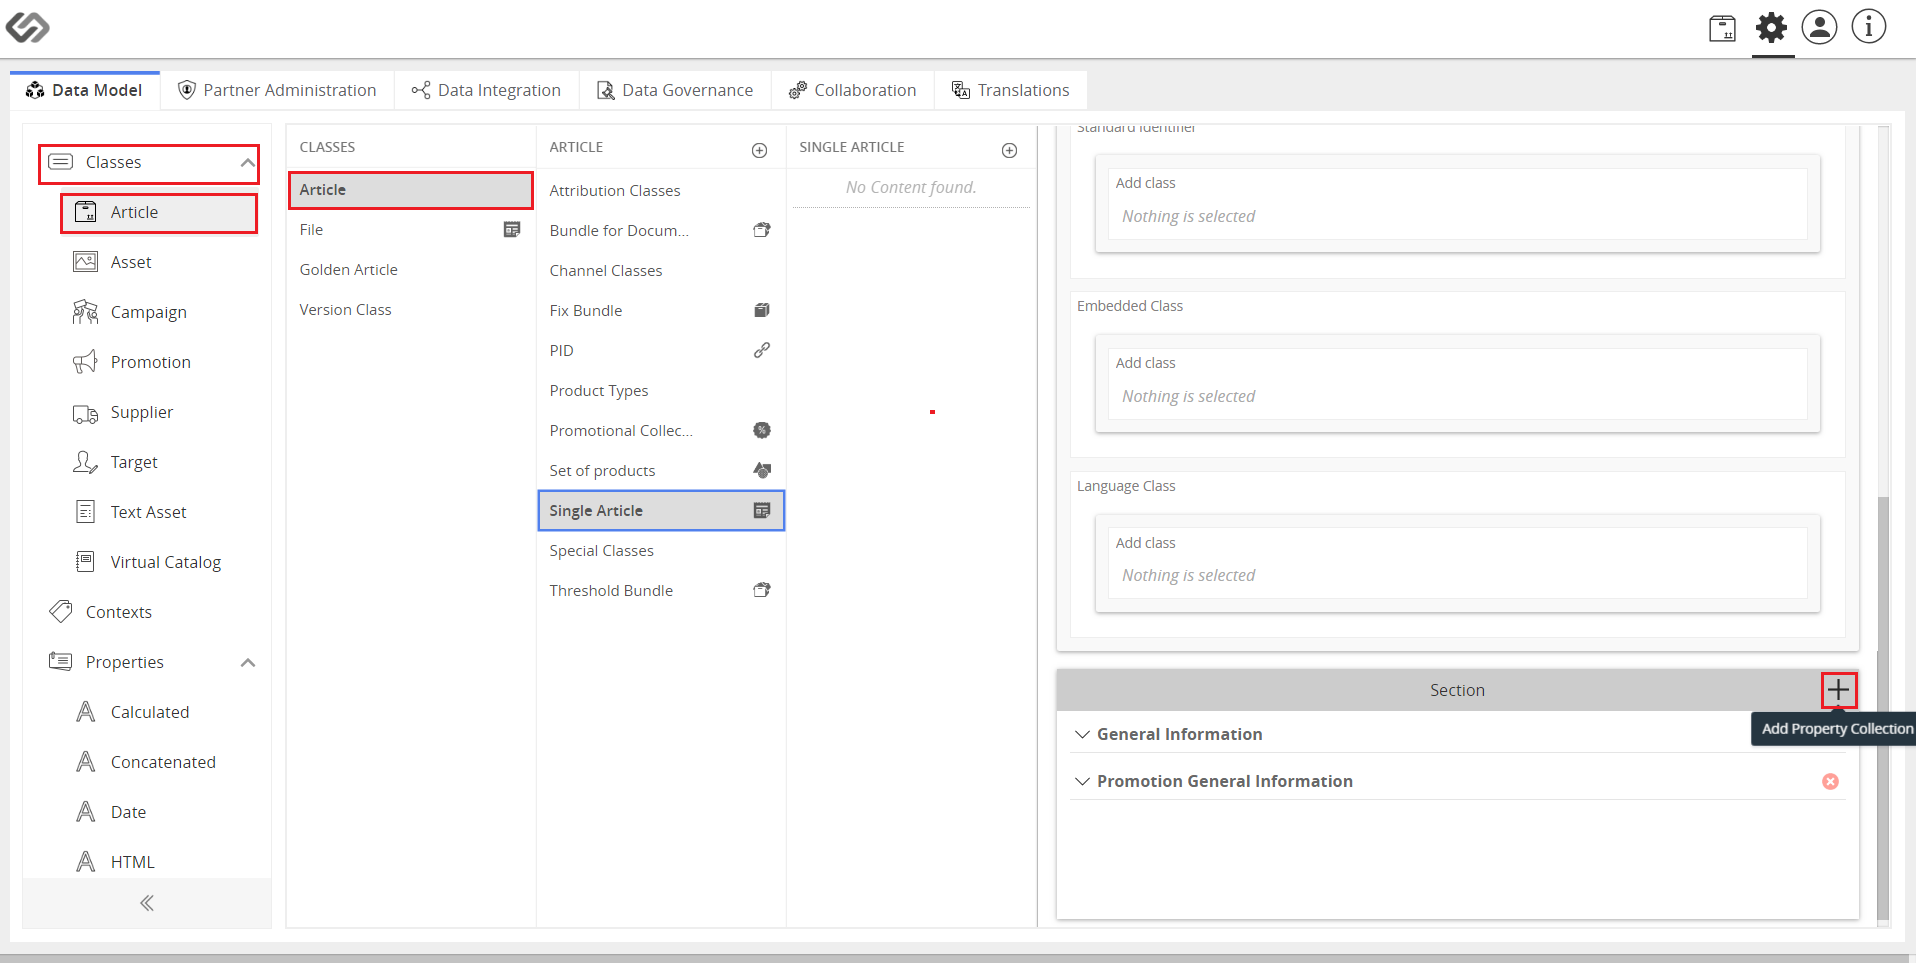 Data Model
Partner Administration
Data Integration
Data Governance
Collaboration
Translations
Classes
Article
Asset
Campaign
Promotion
Supplier
Target
Text Asset
Virtual Catalog
Contexts
Properties
Calculated
Concatenated
Date
HTML
CLASSES
Article
File
Golden Article
Version Class
ARTICLE
Attribution Classes
Bundle for Docum...
Channel Classes
Fix Bundle
PID
Product Types
Promotional Collec...
Set of products
Single Article
Special Classes
Threshold Bundle
SINGLE ARTICLE
No Content found.
Standard Identifier
Add class
Nothing is selected
Embedded Class
Add class
Nothing is selected
Language Class
Add class
Nothing is selected
Section
Add Property Collection
General Information
Promotion General Information